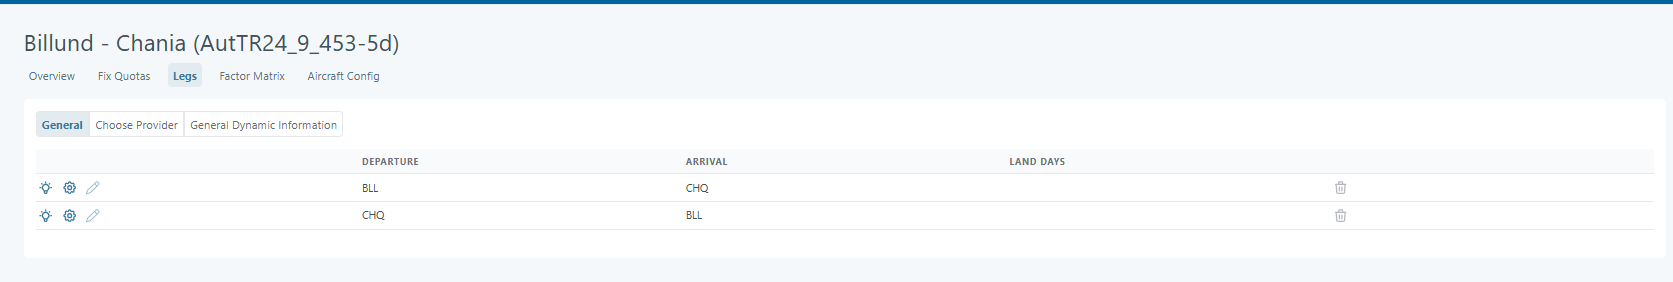 Billund - Chania (AutTR24_9_453-5d)
Overview Fix Quotas Legs Factor Matrix Aircraft Config
General Choose Provider General Dynamic Information
DEPARTURE ARRIVAL LAND DAYS
BLL CHQ
CHQ BLL